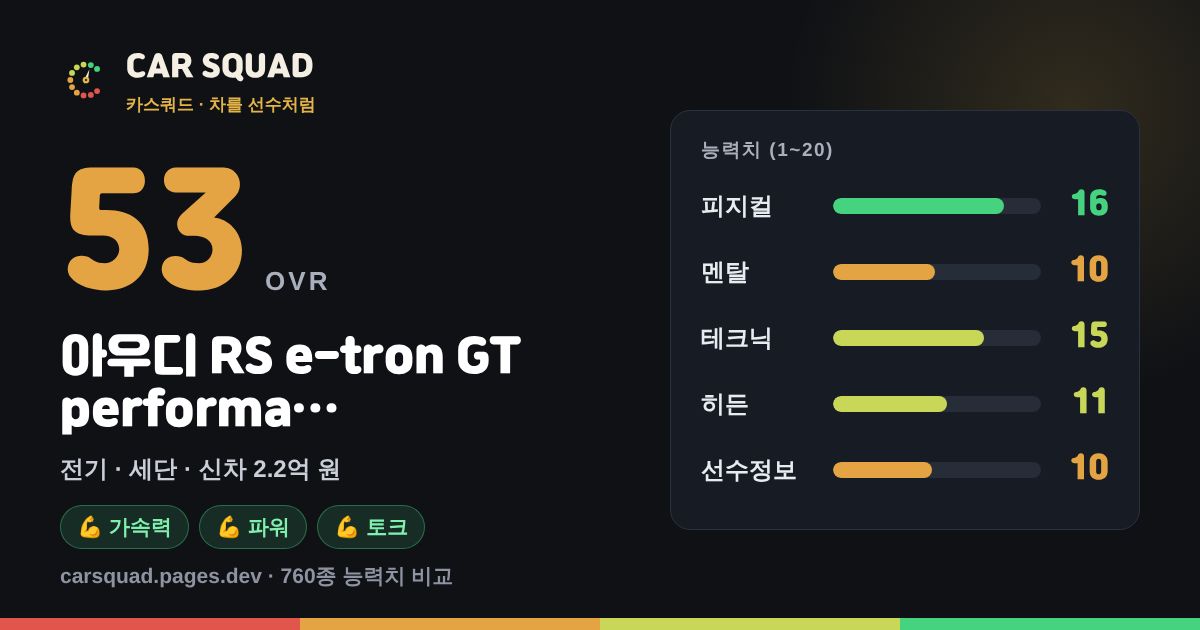 CAR SQUAD
카스쿼드 · 차를 선수처럼
53 OVR
아우디 RS e-tron GT
performa…
전기 · 세단 · 신차 2.2억 원
💪 가속력 💪 파워 💪 토크
carsquad.pages.dev · 760종 능력치 비교
능력치 (1~20)
피지컬 16
멘탈 10
테크닉 15
히든 11
선수정보 10